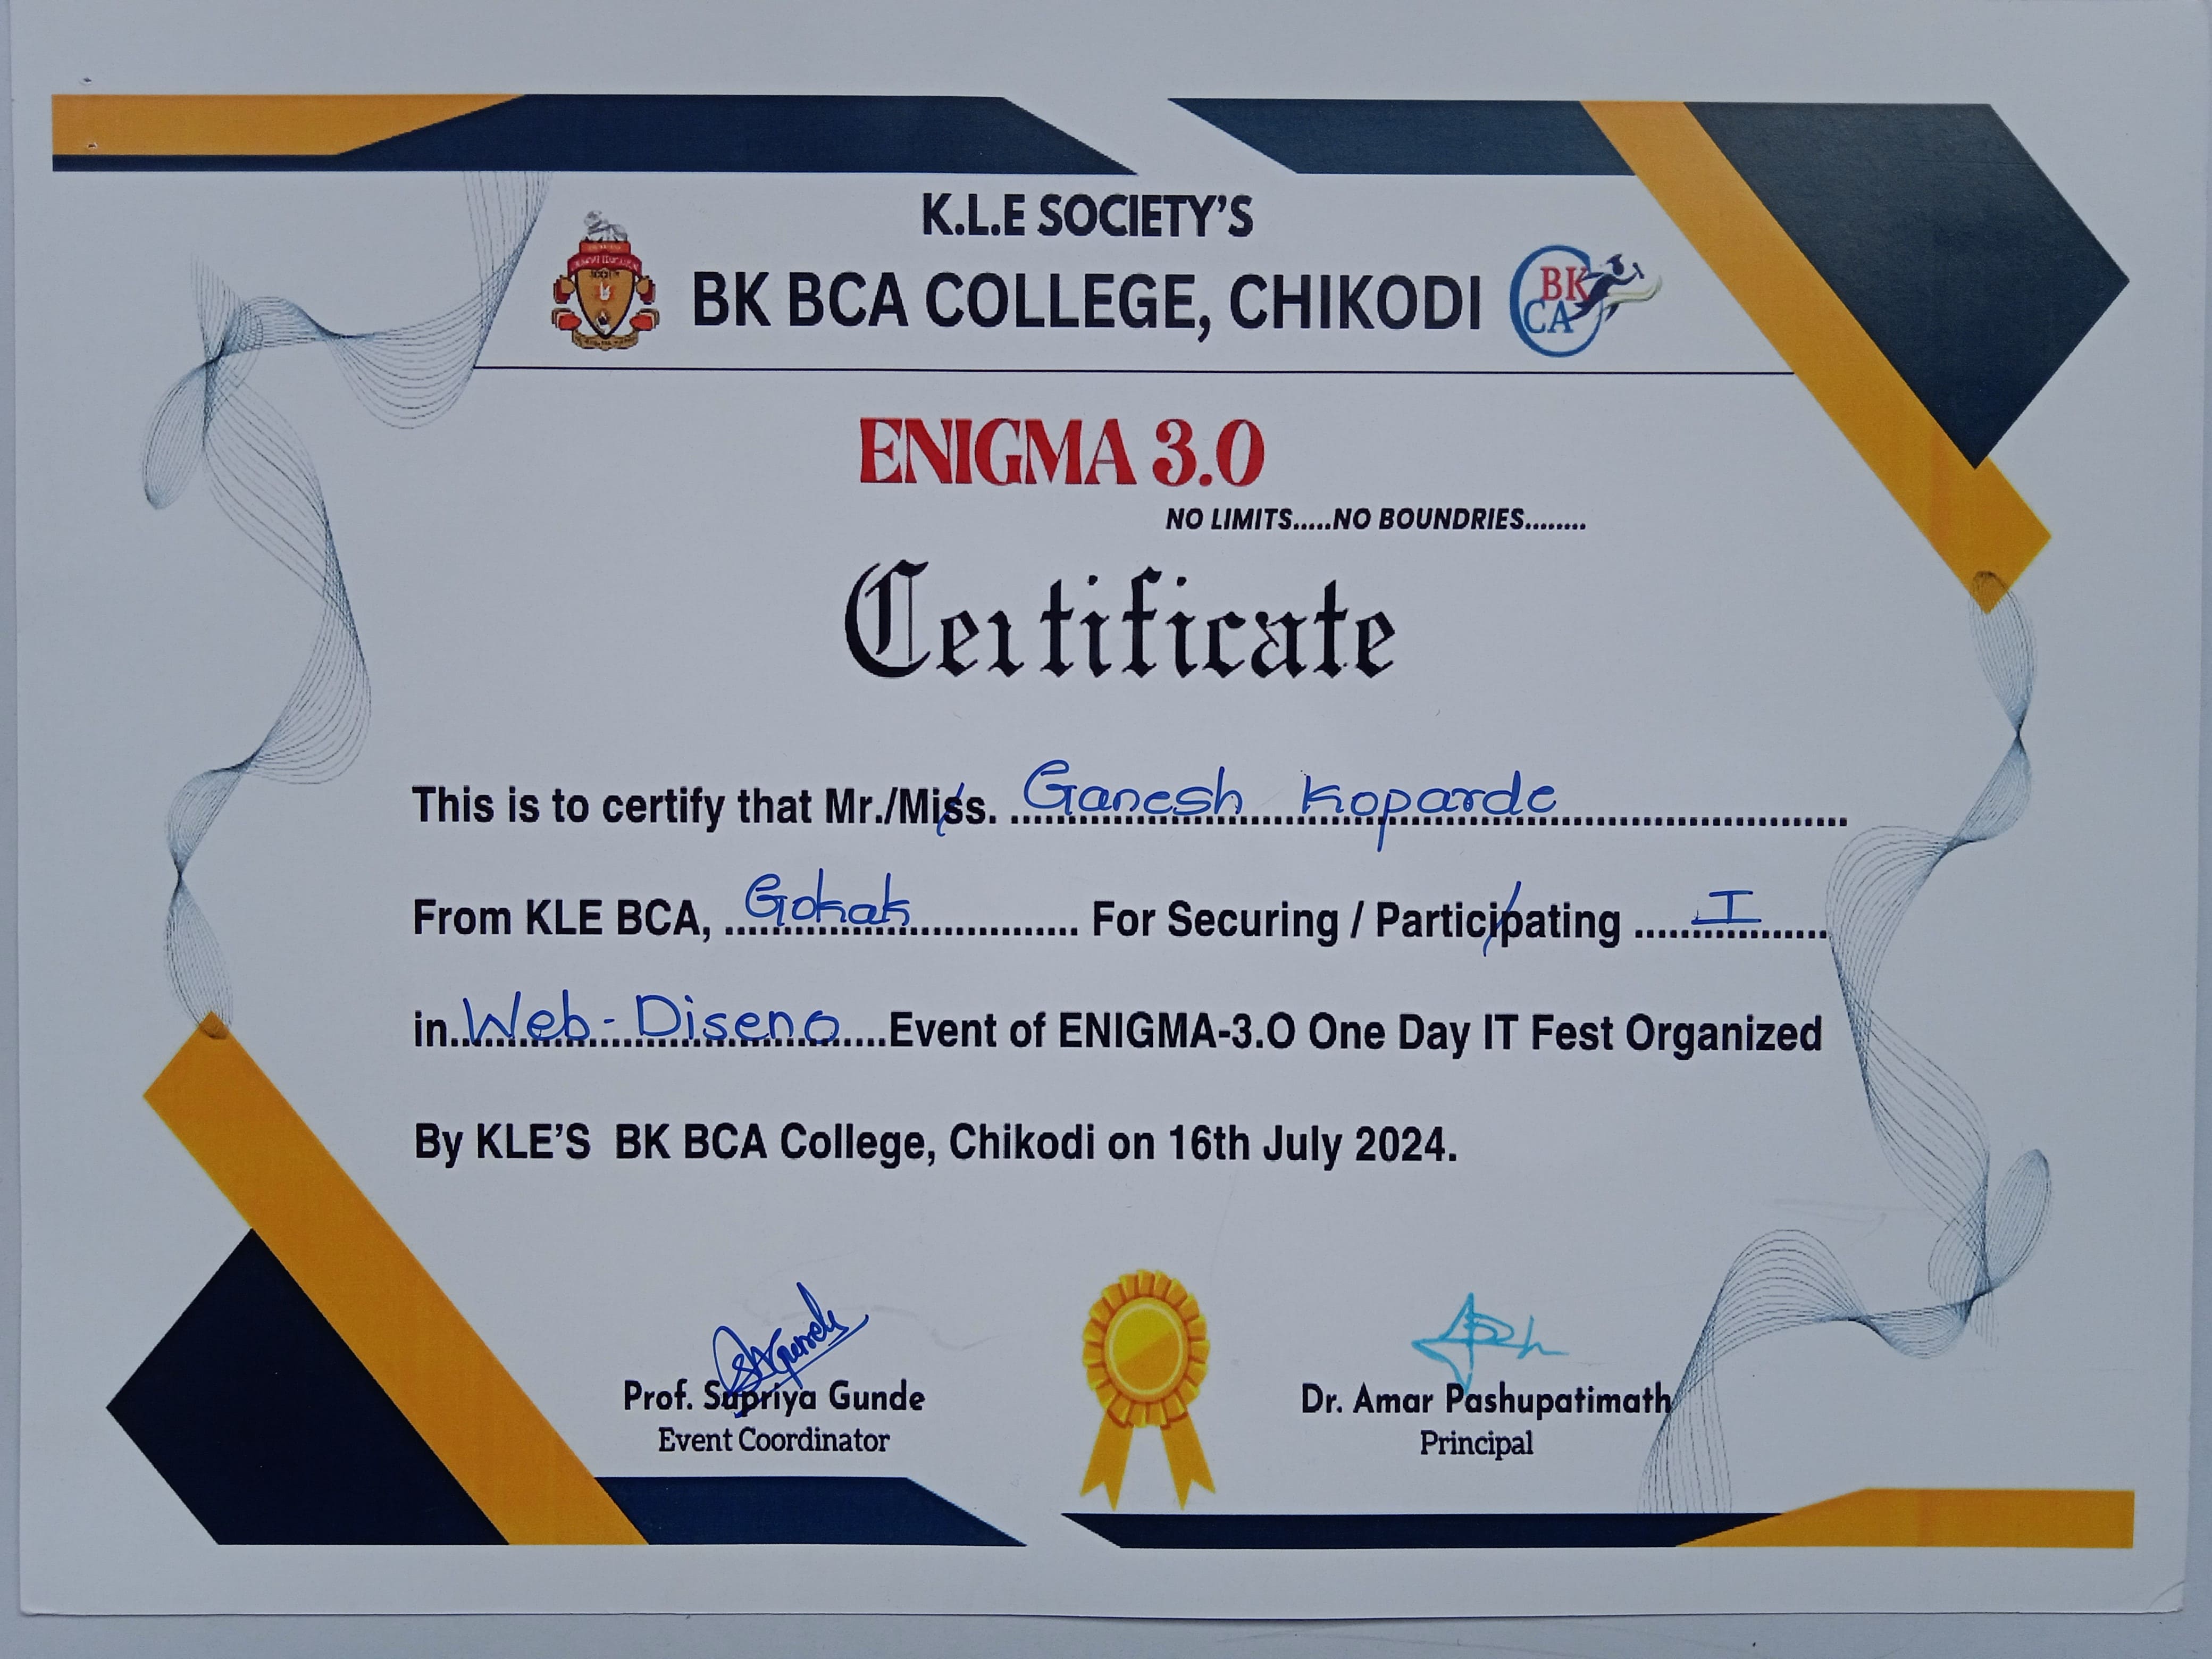 K.L.E SOCIETY'S
BK BCA COLLEGE, CHIKODI
BK
CA
ENIGMA 3.0
NO LIMITS.....NO BOUNDRIES........
Certificate
This is to certify that Mr./Miss. Ganesh Koparde
From KLE BCA, Gokak For Securing / Participating I
in..Web-Diseno....Event of ENIGMA-3.O One Day IT Fest Organized
By KLE'S BK BCA College, Chikodi on 16th July 2024.
Prof. Supriya Gunde
Event Coordinator
Dr. Amar Pashupatimath
Principal